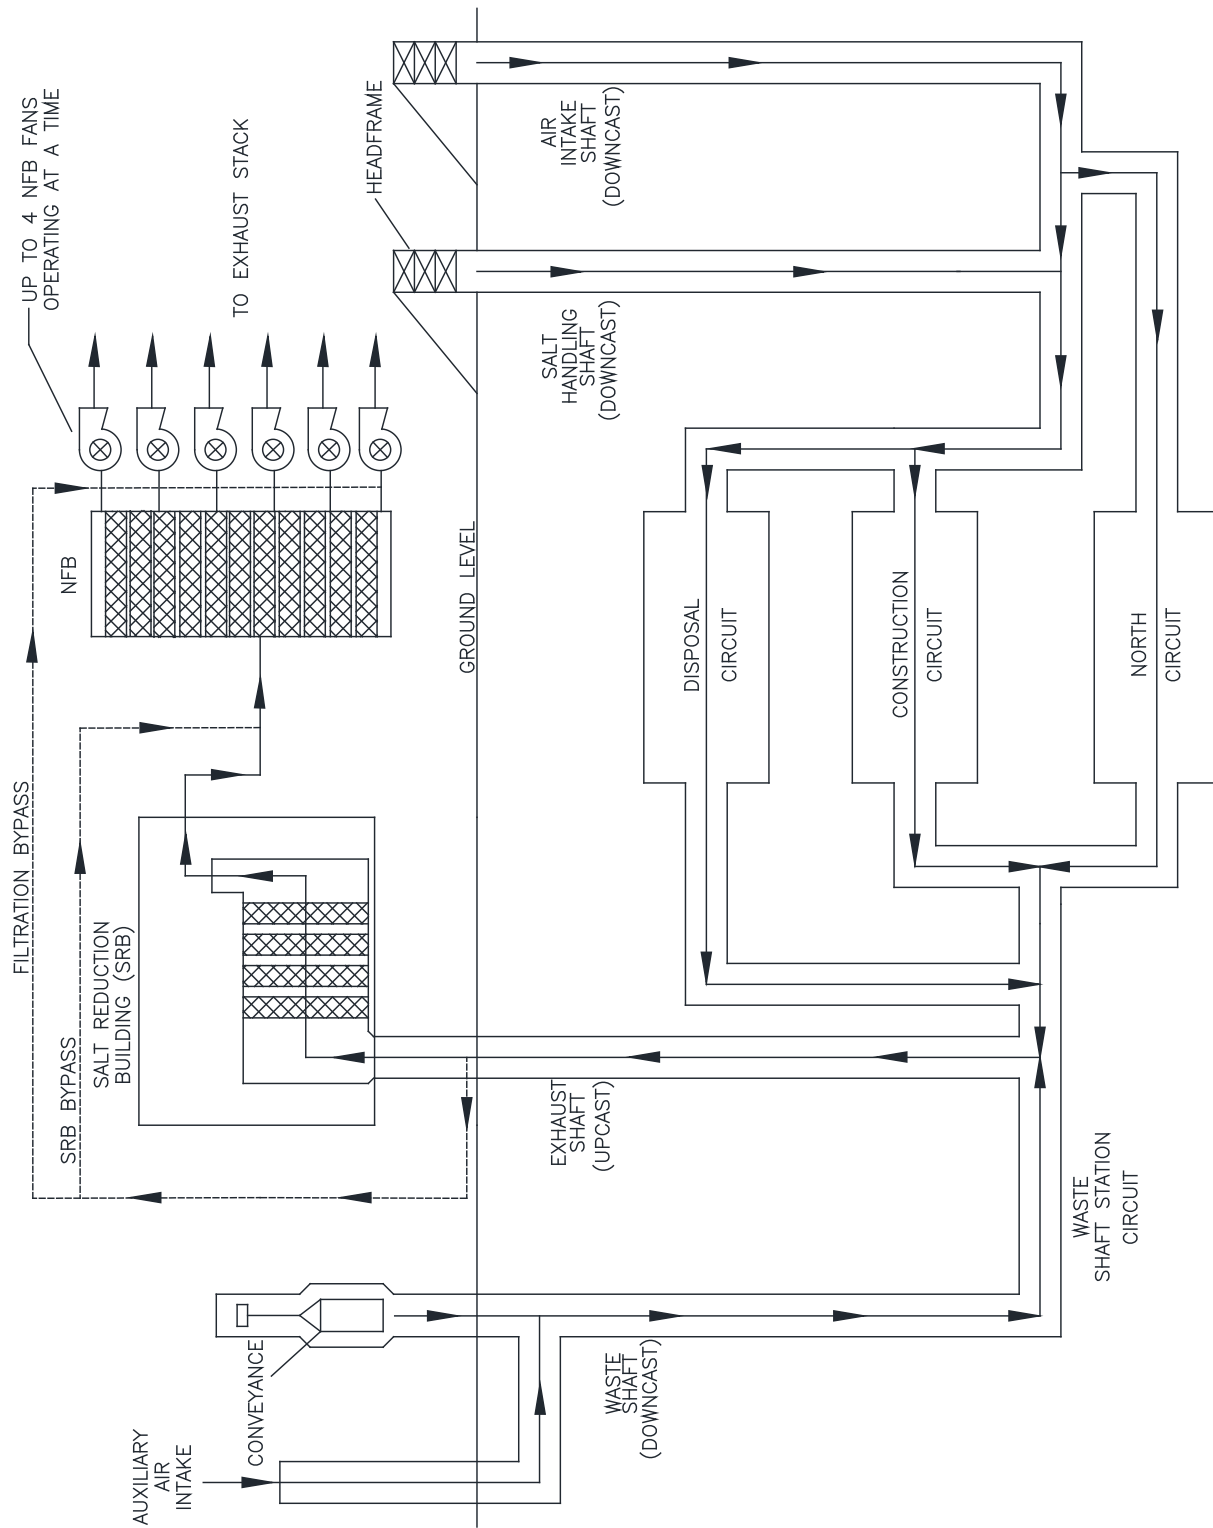 UP TO 4 NFB FANS
OPERATING AT A TIME
TO EXHAUST STACK
HEADFRAME
AIR
INTAKE
SHAFT
(DOWNCAST)
SALT
HANDLING
SHAFT
(DOWNCAST)
NFB
GROUND LEVEL
DISPOSAL
CIRCUIT
CONSTRUCTION
CIRCUIT
NORTH
CIRCUIT
FILTRATION BYPASS
SRB BYPASS
SALT REDUCTION
BUILDING (SRB)
EXHAUST
SHAFT
(UPCAST)
WASTE
SHAFT STATION
CIRCUIT
CONVEYANCE
WASTE
SHAFT
(DOWNCAST)
AUXILIARY
AIR
INTAKE